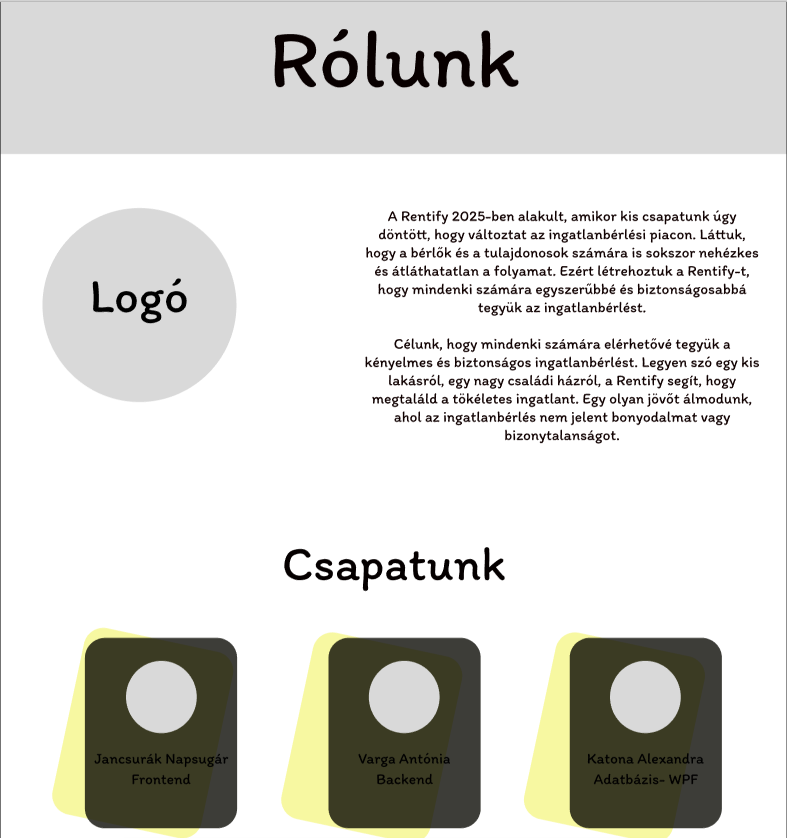 Rólunk
Logó
A Rentify 2025-ben alakult, amikor kis csapatunk úgy
döntött, hogy változtat az ingatlanbérlési piacon. Láttuk,
hogy a bérlők és a tulajdonosok számára is sokszor nehézkes
és átláthatatlan a folyamat. Ezért létrehoztuk a Rentify-t,
hogy mindenki számára egyszerűbbé és biztonságosabbá
tegyük az ingatlanbérlést.
Célunk, hogy mindenki számára elérhetővé tegyük a
kényelmes és biztonságos ingatlanbérlést. Legyen szó egy kis
lakásról, egy nagy családi házról, a Rentify segít, hogy
megtaláld a tökéletes ingatlant. Egy olyan jövőt álmodunk,
ahol az ingatlanbérlés nem jelent bonyodalmat vagy
bizonytalanságot.
Csapatunk
Jancsurák Napsugár
Frontend
Varga Antónia
Backend
Katona Alexandra
Adatbázis- WPF